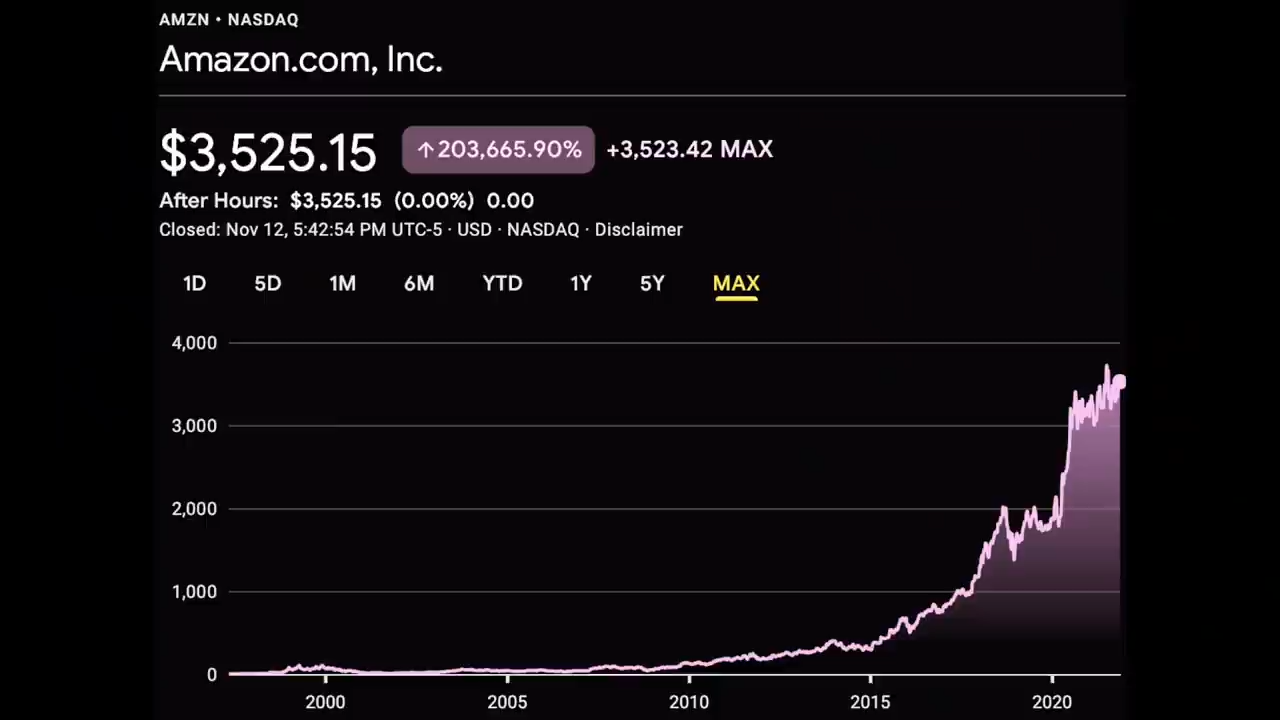 AMZN • NASDAQ
Amazon.com, Inc.
$3,525.15 ↑203,665.90% +3,523.42 MAX
After Hours: $3,525.15 (0.00%) 0.00
Closed: Nov 12, 5:42:54 PM UTC-5 · USD · NASDAQ · Disclaimer
1D 5D 1M 6M YTD 1Y 5Y MAX
4,000
3,000
2,000
1,000
0
2000 2005 2010 2015 2020